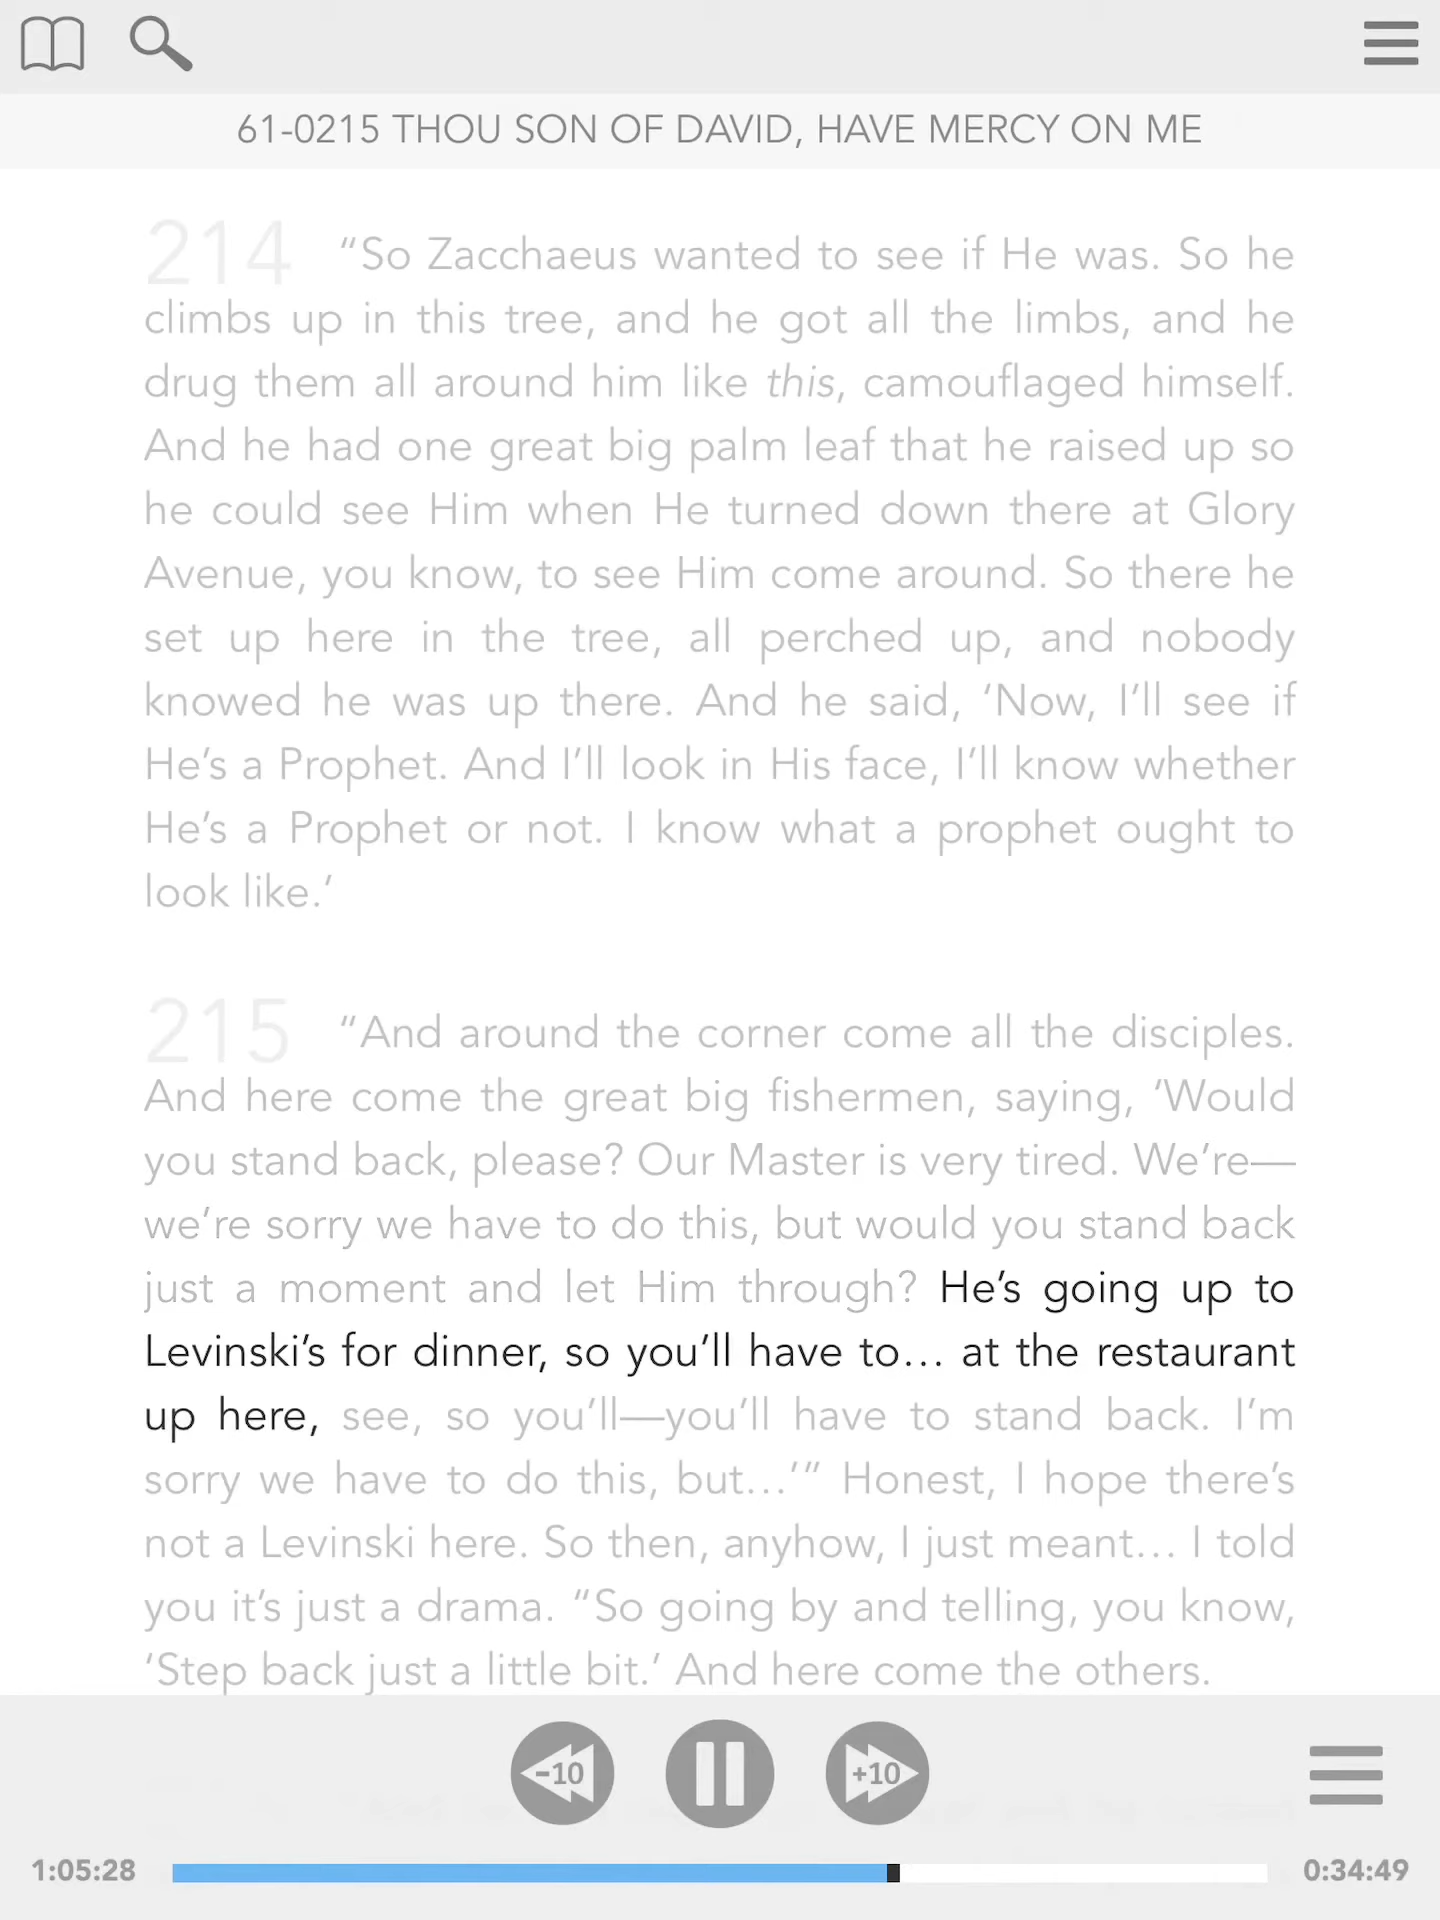 61-0215 THOU SON OF DAVID, HAVE MERCY ON ME
214 “So Zacchaeus wanted to see if He was. So he
climbs up in this tree, and he got all the limbs, and he
drug them all around him like this, camouflaged himself.
And he had one great big palm leaf that he raised up so
he could see Him when He turned down there at Glory
Avenue, you know, to see Him come around. So there he
set up here in the tree, all perched up, and nobody
knowed he was up there. And he said, ‘Now, I’ll see if
He’s a Prophet. And I’ll look in His face, I’ll know whether
He’s a Prophet or not. I know what a prophet ought to
look like.’
215 “And around the corner come all the disciples.
And here come the great big fishermen, saying, ‘Would
you stand back, please? Our Master is very tired. We’re—
we’re sorry we have to do this, but would you stand back
just a moment and let Him through? He’s going up to
Levinski’s for dinner, so you’ll have to… at the restaurant
up here, see, so you’ll—you’ll have to stand back. I’m
sorry we have to do this, but…’” Honest, I hope there’s
not a Levinski here. So then, anyhow, I just meant… I told
you it’s just a drama. “So going by and telling, you know,
‘Step back just a little bit.’ And here come the others.
-10 +10
1:05:28 0:34:49